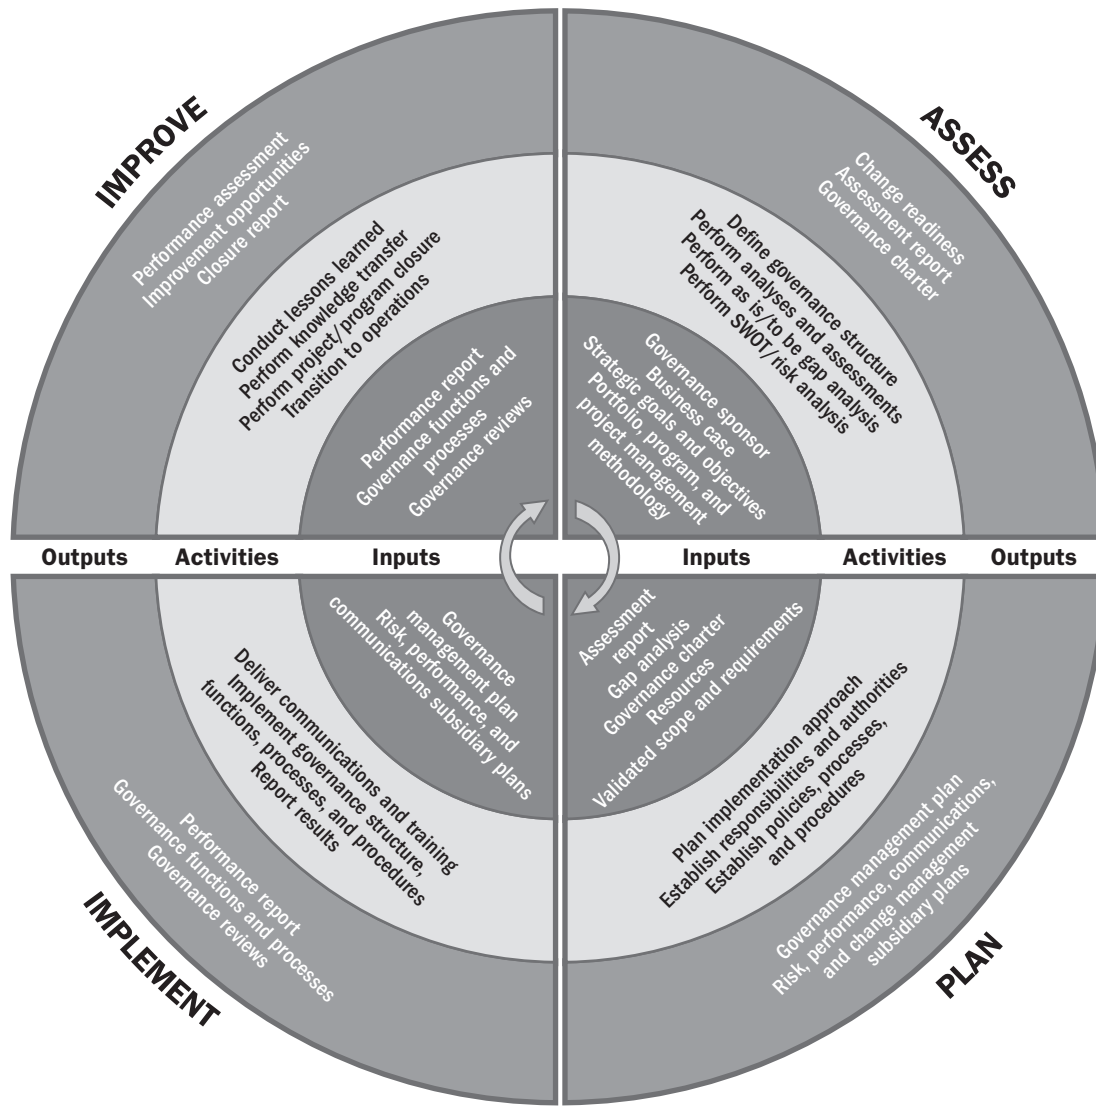 IMPROVE
Performance assessment
Improvement opportunities
Closure report
Conduct lessons learned
Perform knowledge transfer
Perform project/program closure
Transition to operations
Performance report
Governance functions and
processes
Governance reviews
ASSESS
Change readiness
Assessment report
Governance charter
Define governance structure
Perform analyses and assessments
Perform as is/to be gap analysis
Perform SWOT/risk analysis
Governance sponsor
Business case
Strategic goals and objectives
Portfolio, program, and
project management
methodology
Outputs
Activities
Inputs
Inputs
Activities
Outputs
Governance
management plan
Risk, performance, and
communications subsidiary plans
Deliver communications and training
Implement governance structure,
functions, processes, and procedures
Report results
Performance report
Governance functions and processes
Governance reviews
IMPLEMENT
Assessment
report
Gap analysis
Governance charter
Resources
Validated scope and requirements
Plan implementation approach
Establish responsibilities and authorities
Establish policies, processes,
and procedures
Governance management plan
Risk, performance, communications,
and change management
subsidiary plans
PLAN